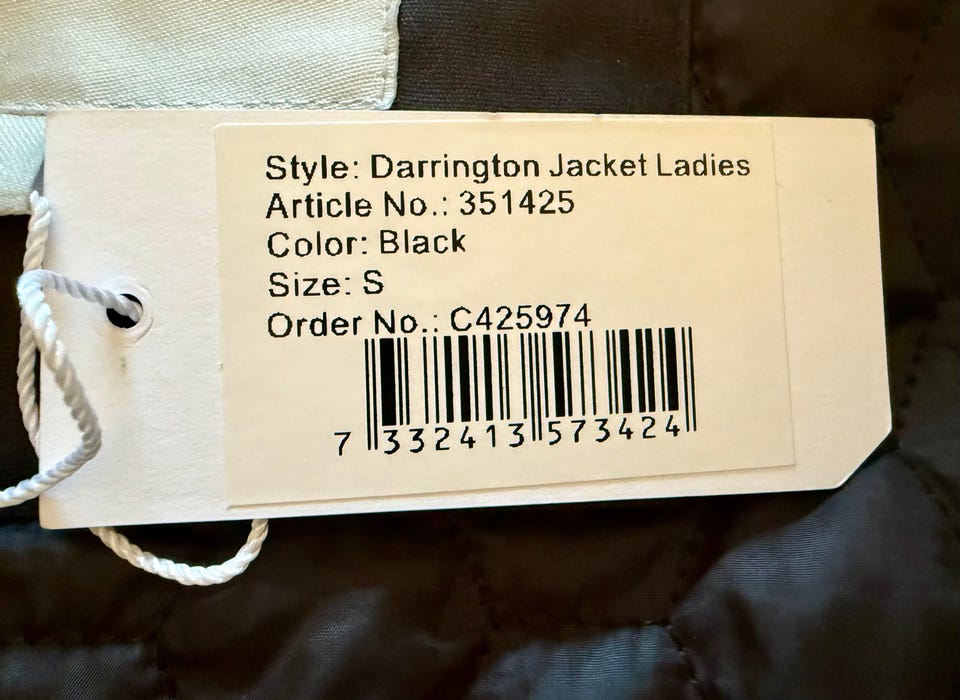 Style: Darrington Jacket Ladies
Article No.: 351425
Color: Black
Size: S
Order No.: C425974
7 332413 573424